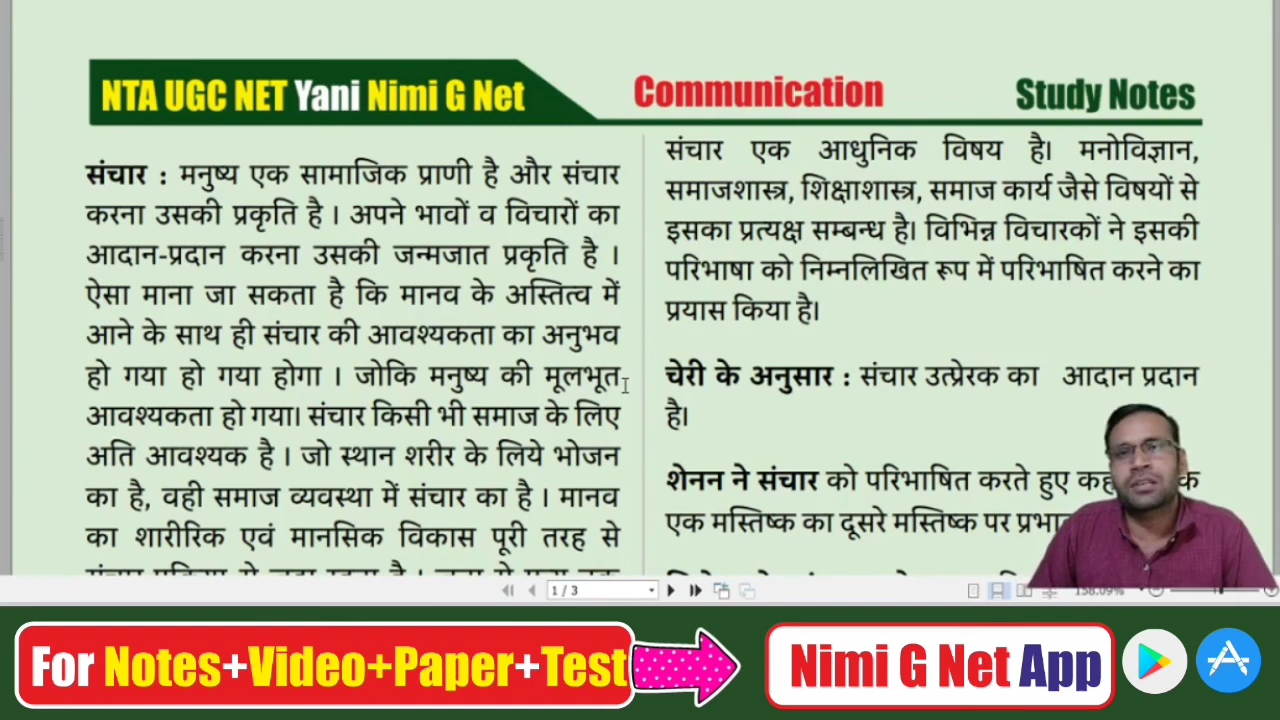 NTA UGC NET Yani Nimi G Net
Communication
Study Notes
संचार : मनुष्य एक सामाजिक प्राणी है और संचार
करना उसकी प्रकृति है । अपने भावों व विचारों का
आदान-प्रदान करना उसकी जन्मजात प्रकृति है ।
ऐसा माना जा सकता है कि मानव के अस्तित्व में
आने के साथ ही संचार की आवश्यकता का अनुभव
हो गया हो गया होगा । जोकि मनुष्य की मूलभूत
आवश्यकता हो गया। संचार किसी भी समाज के लिए
अति आवश्यक है । जो स्थान शरीर के लिये भोजन
का है, वही समाज व्यवस्था में संचार का है । मानव
का शारीरिक एवं मानसिक विकास पूरी तरह से
संचार एक आधुनिक विषय है। मनोविज्ञान,
समाजशास्त्र, शिक्षाशास्त्र, समाज कार्य जैसे विषयों से
इसका प्रत्यक्ष सम्बन्ध है। विभिन्न विचारकों ने इसकी
परिभाषा को निम्नलिखित रूप में परिभाषित करने का
प्रयास किया है।
चेरी के अनुसार : संचार उत्प्रेरक का आदान प्रदान
है।
शेनन ने संचार को परिभाषित करते हुए
एक मस्तिष्क का दूसरे मस्तिष्क पर
1 / 3
158.09%
For Notes+Video+Paper+Test
Nimi G Net App